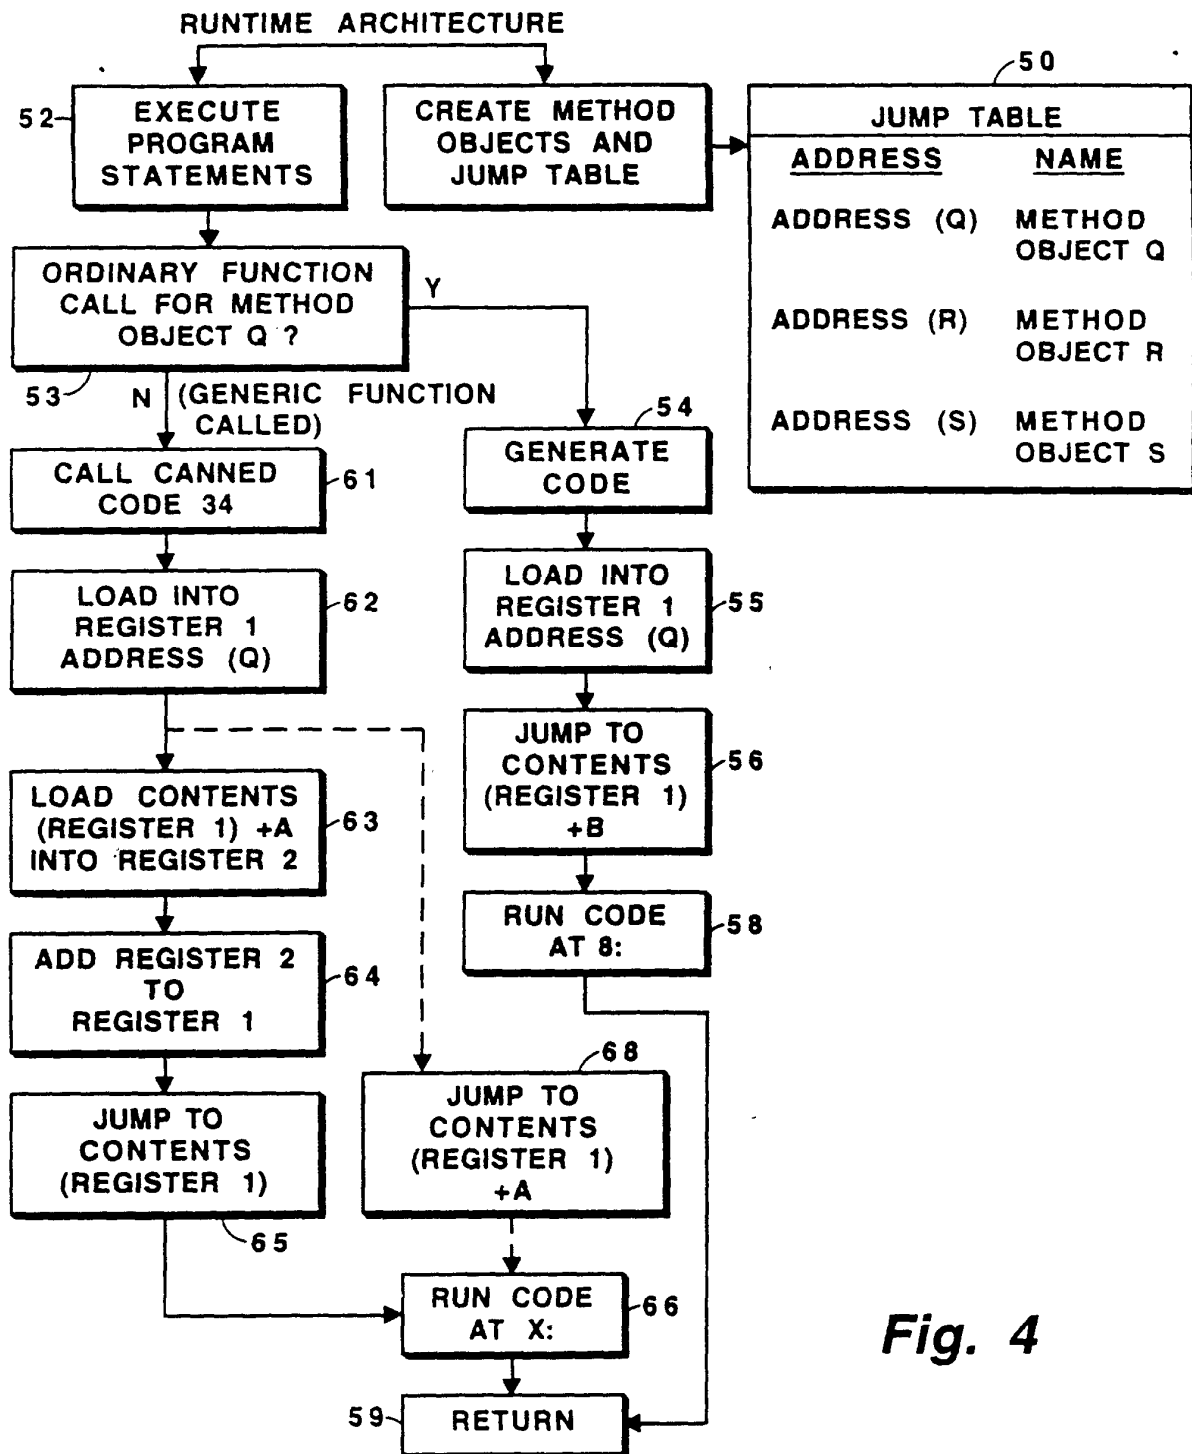 RUNTIME ARCHITECTURE
52
EXECUTE
PROGRAM
STATEMENTS
CREATE METHOD
OBJECTS AND
JUMP TABLE
50
JUMP TABLE
ADDRESS NAME
ADDRESS (Q) METHOD
OBJECT Q
ADDRESS (R) METHOD
OBJECT R
ADDRESS (S) METHOD
OBJECT S
ORDINARY FUNCTION
CALL FOR METHOD
OBJECT Q ?
53
Y
N (GENERIC FUNCTION
CALLED)
54
GENERATE
CODE
CALL CANNED
CODE 34
61
LOAD INTO
REGISTER 1
ADDRESS (Q)
62
LOAD INTO
REGISTER 1
ADDRESS (Q)
55
JUMP TO
CONTENTS
(REGISTER 1)
+B
56
LOAD CONTENTS
(REGISTER 1) +A
INTO REGISTER 2
63
RUN CODE
AT 8:
58
ADD REGISTER 2
TO
REGISTER 1
64
JUMP TO
CONTENTS
(REGISTER 1)
65
68
JUMP TO
CONTENTS
(REGISTER 1)
+A
RUN CODE
AT X:
66
59
RETURN
Fig. 4